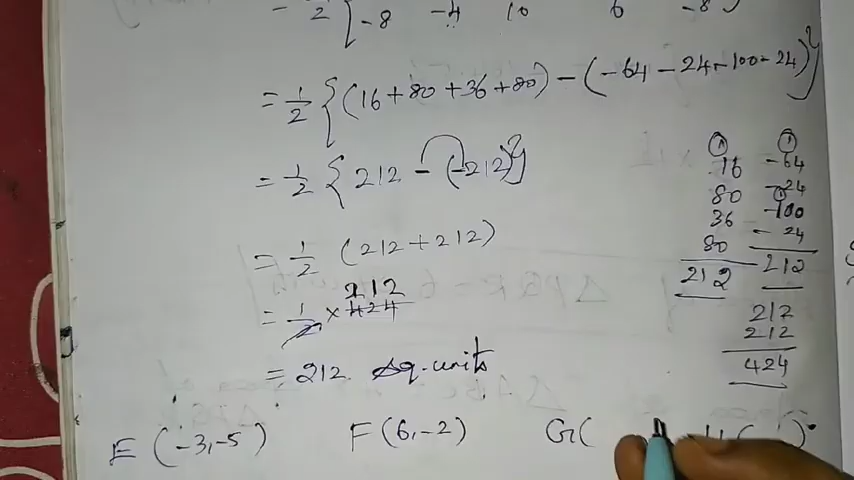 = 1/2 { -8 -4 10 6 -8 }
= 1/2 { (16 + 80 + 36 + 80) - (-64 - 24 - 100 - 24) }
= 1/2 { 212 - (-212) }
= 1/2 (212 + 212)
212
= 1/2 × 424
= 212 sq.units
E (-3,-5) F (6,-2) G( H( )
16 -64
80 -24
36 -100
80 -24
212 212
212
212
424